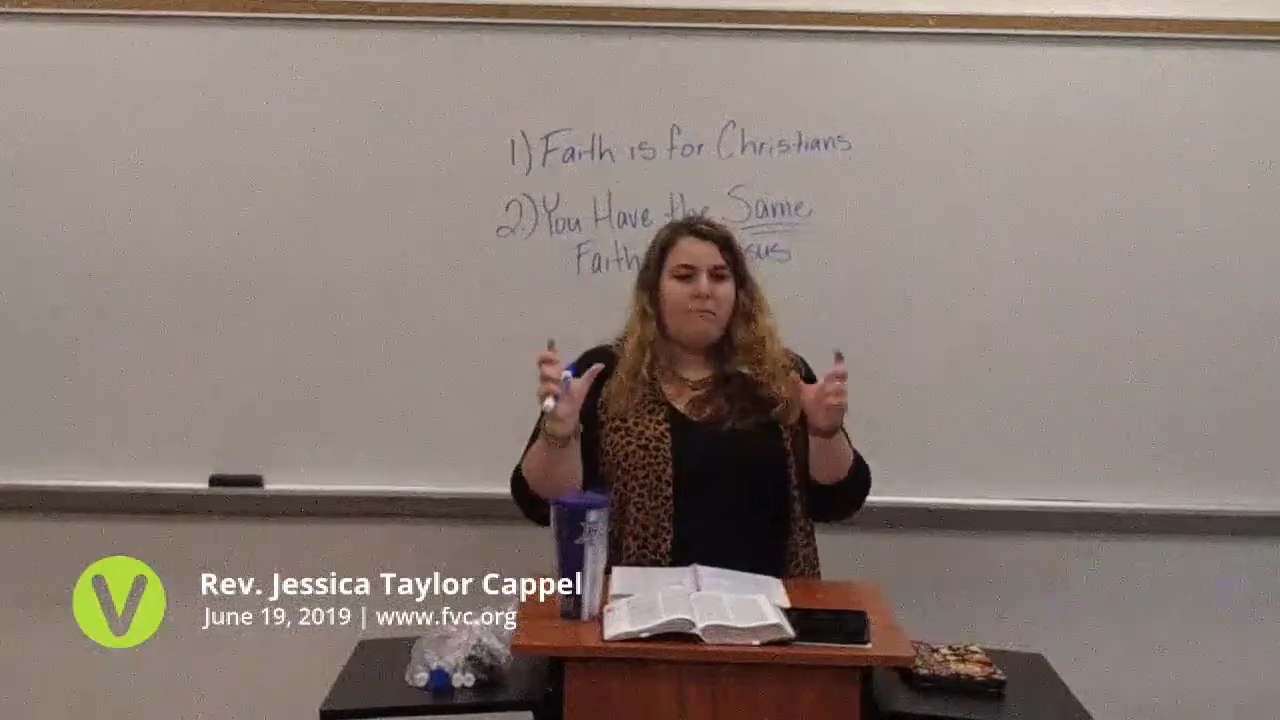 1) Faith is for Christians
2.) You Have the Same
Faith
V
Rev. Jessica Taylor Cappel
June 19, 2019 | www.fvc.org